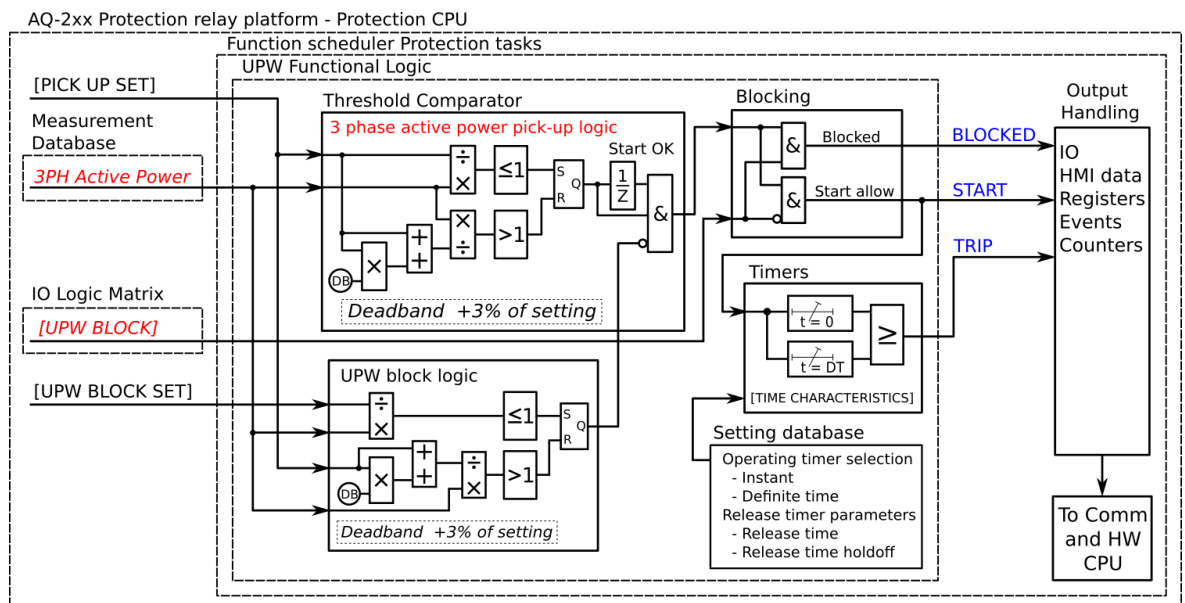 AQ-2xx Protection relay platform - Protection CPU
Function scheduler Protection tasks
UPW Functional Logic
[PICK UP SET]
Measurement
Database
3PH Active Power
IO Logic Matrix
[UPW BLOCK]
[UPW BLOCK SET]
Threshold Comparator
3 phase active power pick-up logic
÷
×
≤1
S
Q
R
Start OK
1
Z
&
×
÷
>1
+
+
×
DB
Deadband +3% of setting
UPW block logic
÷
×
≤1
S
Q
R
+
+
÷
×
>1
×
DB
Deadband +3% of setting
Blocking
&
Blocked
&
Start allow
Timers
t = 0
t = DT
≥
[TIME CHARACTERISTICS]
Setting database
Operating timer selection
- Instant
- Definite time
Release timer parameters
- Release time
- Release time holdoff
BLOCKED
START
TRIP
Output
Handling
IO
HMI data
Registers
Events
Counters
To Comm
and HW
CPU